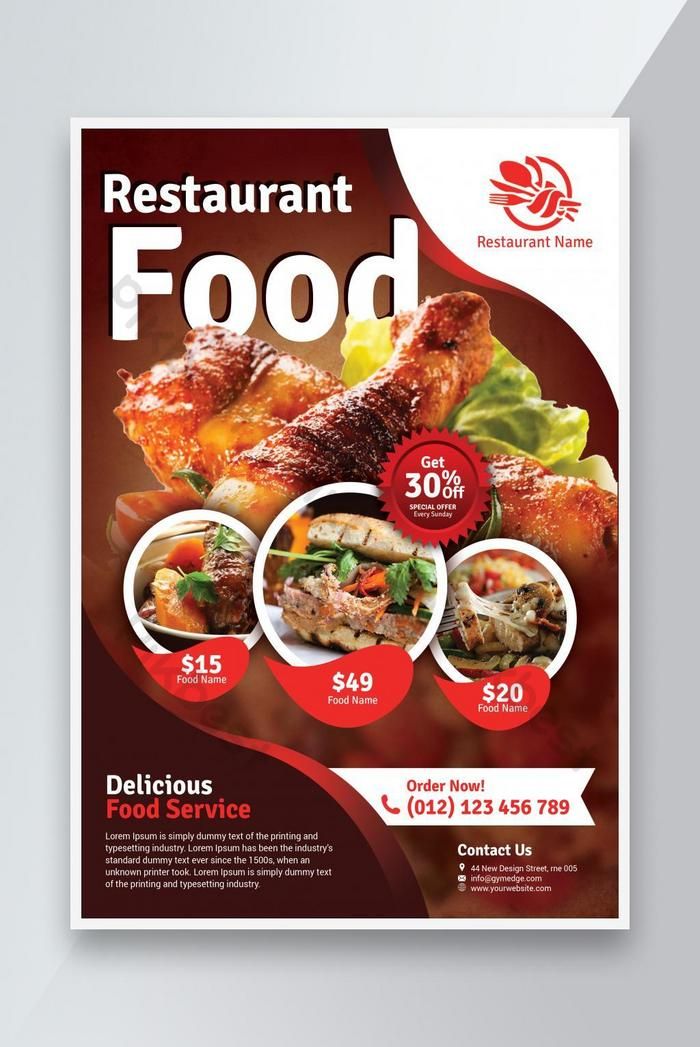 Restaurant
Food
Restaurant Name
Get
30% Off
SPECIAL OFFER
Every Sunday
$15
Food Name
$49
Food Name
$20
Food Name
Delicious
Food Service
Lorem Ipsum is simply dummy text of the printing and
typesetting industry. Lorem Ipsum has been the industry's
standard dummy text ever since the 1500s, when an
unknown printer took. Lorem Ipsum is simply dummy text
of the printing and typesetting industry.
Order Now!
(012) 123 456 789
Contact Us
44 New Design Street, rne 005
info@gymedge.com
www.yourwebsite.com